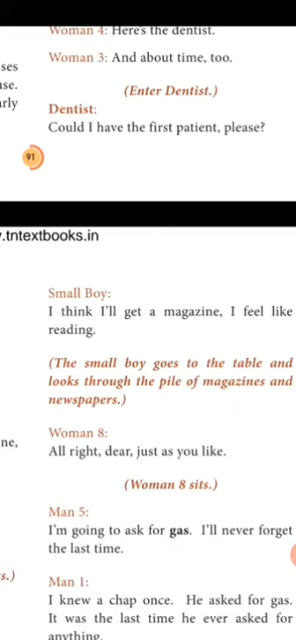 Woman 4: Here's the dentist.
Woman 3: And about time, too.
(Enter Dentist.)
Dentist:
Could I have the first patient, please?
ses
use.
arly
91
.tntextbooks.in
Small Boy:
I think I'll get a magazine, I feel like
reading.
(The small boy goes to the table and
looks through the pile of magazines and
newspapers.)
Woman 8:
All right, dear, just as you like.
(Woman 8 sits.)
Man 5:
I'm going to ask for gas. I'll never forget
the last time.
Man 1:
I knew a chap once. He asked for gas.
It was the last time he ever asked for
anything.
ne,
s.)